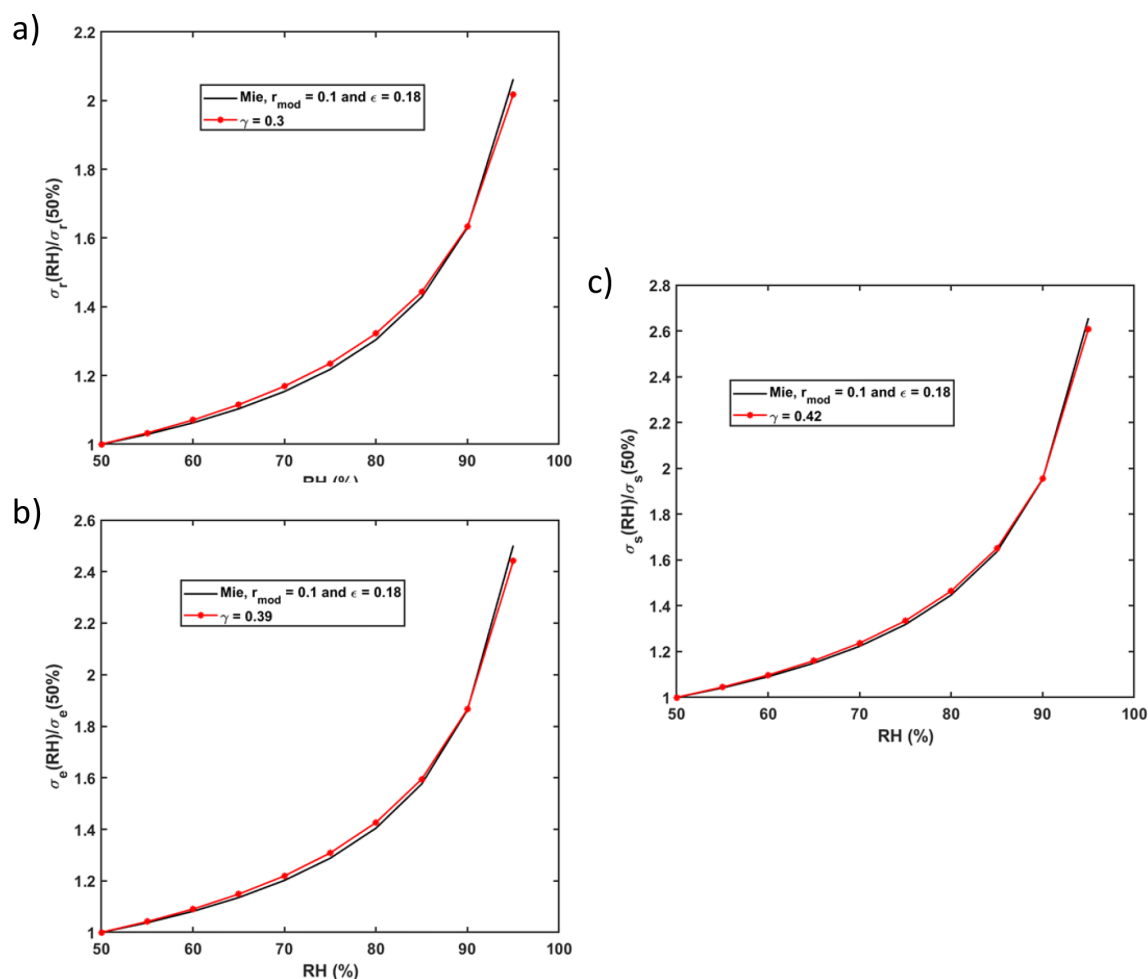 a)
σr(RH)/σr(50%)
2.2
2
1.8
1.6
1.4
1.2
1
Mie, rmod = 0.1 and ϵ = 0.18
γ = 0.3
50 60 70 80 90 100
RH (%)
b)
σe(RH)/σe(50%)
2.6
2.4
2.2
2
1.8
1.6
1.4
1.2
1
Mie, rmod = 0.1 and ϵ = 0.18
γ = 0.39
50 60 70 80 90 100
RH (%)
c)
σs(RH)/σs(50%)
2.8
2.6
2.4
2.2
2
1.8
1.6
1.4
1.2
1
Mie, rmod = 0.1 and ϵ = 0.18
γ = 0.42
50 60 70 80 90 100
RH (%)